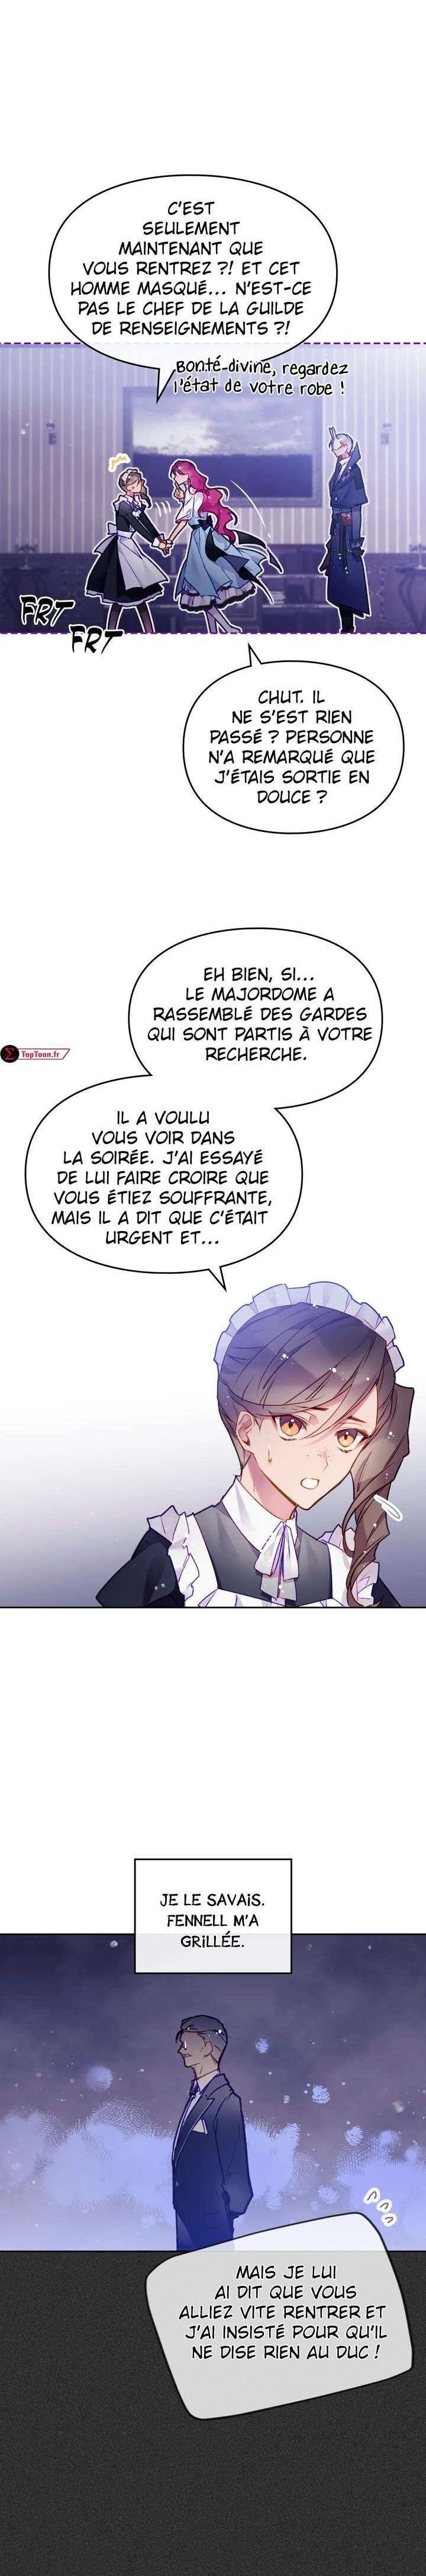 C'EST
SEULEMENT
MAINTENANT QUE
VOUS RENTREZ ?! ET CET
HOMME MASQUÉ... N'EST-CE
PAS LE CHEF DE LA GUILDE
DE RENSEIGNEMENTS ?!
Bonté divine, regardez
l'état de votre robe !
FRT
FRT
CHUT. IL
NE S'EST RIEN
PASSÉ ? PERSONNE
N'A REMARQUÉ QUE
J'ÉTAIS SORTIE EN
DOUCE ?
EH BIEN, SI...
LE MAJORDOME A
RASSEMBLÉ DES GARDES
QUI SONT PARTIS À VOTRE
RECHERCHE.
TopToon.fr
IL A VOULU
VOUS VOIR DANS
LA SOIRÉE. J'AI ESSAYÉ
DE LUI FAIRE CROIRE QUE
VOUS ÉTIEZ SOUFFRANTE,
MAIS IL A DIT QUE C'ÉTAIT
URGENT ET...
JE LE SAVAIS.
FENNELL M'A
GRILLÉE.
MAIS JE LUI
AI DIT QUE VOUS
ALLIEZ VITE RENTRER ET
J'AI INSISTÉ POUR QU'IL
NE DISE RIEN AU DUC !